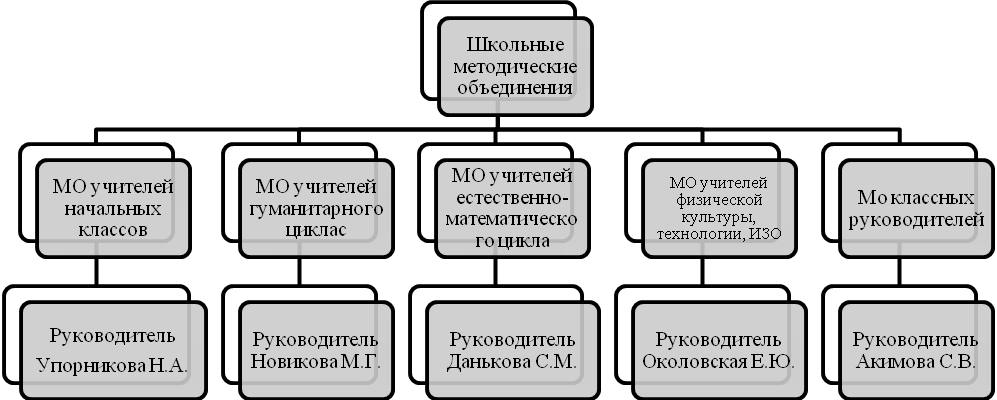 Школьные
методические
объединения
МО учителей
начальных
классов
МО учителей
гуманитарного
циклас
МО учителей
естественно-
математическо
го цикла
МО учителей
физической
культуры,
технологии, ИЗО
Мо классных
руководителей
Руководитель
Упорникова Н.А.
Руководитель
Новикова М.Г.
Руководитель
Данькова С.М.
Руководитель
Околовская Е.Ю.
Руководитель
Акимова С.В.